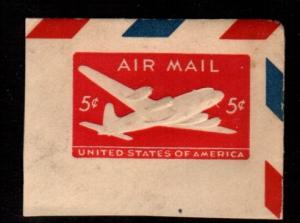 AIR MAIL
5¢ 5¢
UNITED STATES OF AMERICA